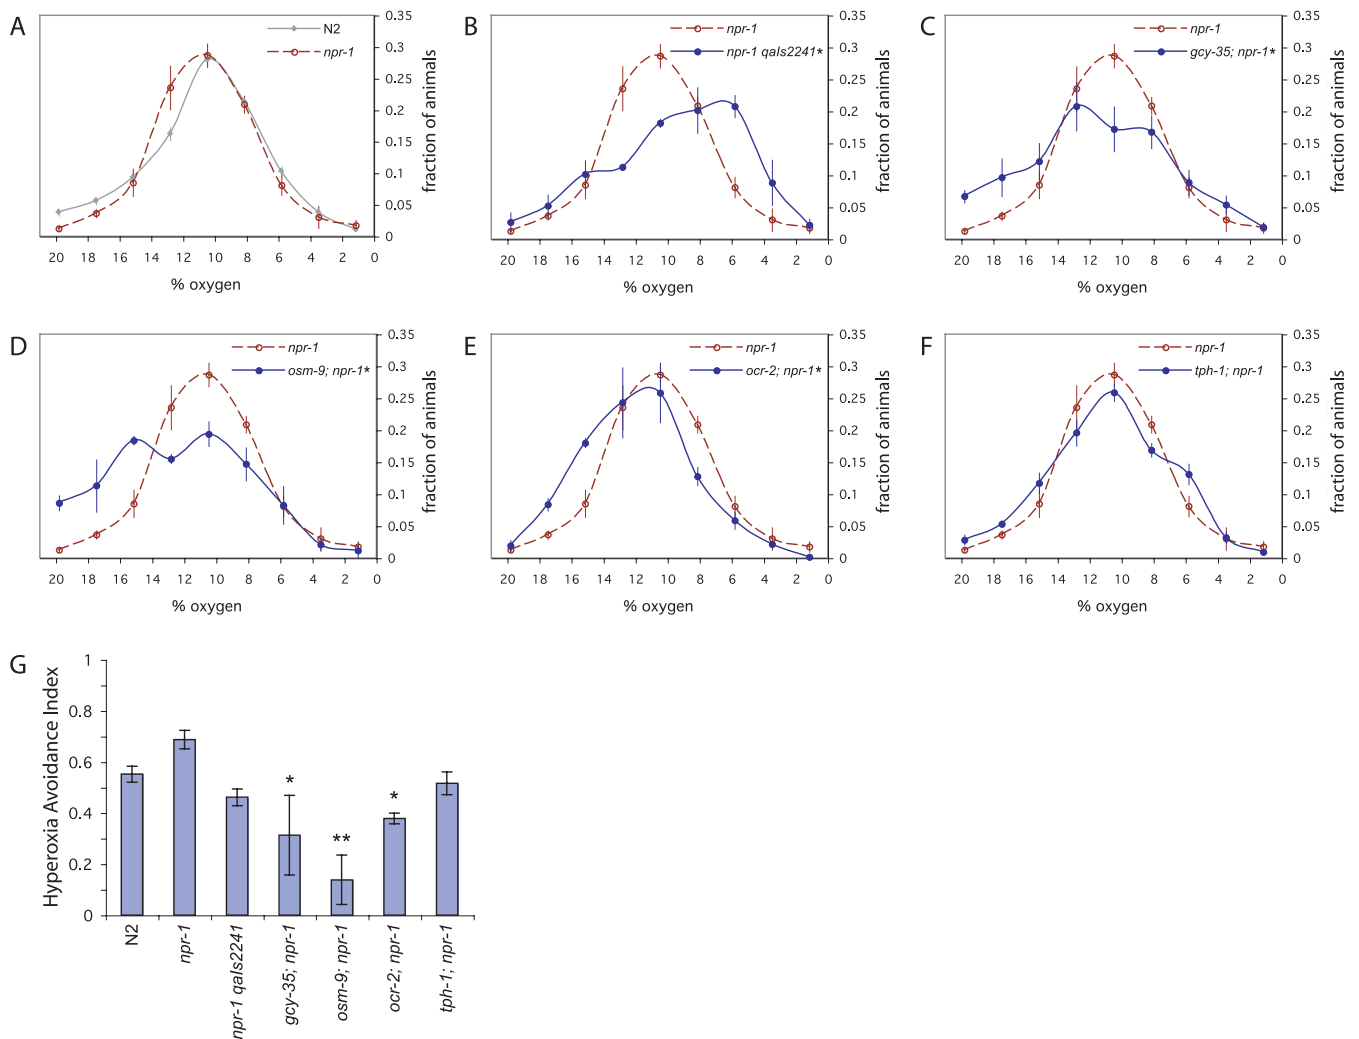 A
N2
npr-1
0.35
0.3
0.25
0.2
0.15
0.1
0.05
0
fraction of animals
20 18 16 14 12 10 8 6 4 2 0
% oxygen
B
npr-1
npr-1 qaIs2241*
0.35
0.3
0.25
0.2
0.15
0.1
0.05
0
fraction of animals
20 18 16 14 12 10 8 6 4 2 0
% oxygen
C
npr-1
gcy-35; npr-1*
0.35
0.3
0.25
0.2
0.15
0.1
0.05
0
fraction of animals
20 18 16 14 12 10 8 6 4 2 0
% oxygen
D
npr-1
osm-9; npr-1*
0.35
0.3
0.25
0.2
0.15
0.1
0.05
0
fraction of animals
20 18 16 14 12 10 8 6 4 2 0
% oxygen
E
npr-1
ocr-2; npr-1*
0.35
0.3
0.25
0.2
0.15
0.1
0.05
0
fraction of animals
20 18 16 14 12 10 8 6 4 2 0
% oxygen
F
npr-1
tph-1; npr-1
0.35
0.3
0.25
0.2
0.15
0.1
0.05
0
fraction of animals
20 18 16 14 12 10 8 6 4 2 0
% oxygen
G
Hyperoxia Avoidance Index
1
0.8
0.6
0.4
0.2
0
*
**
*
N2
npr-1
npr-1 qaIs2241
gcy-35; npr-1
osm-9; npr-1
ocr-2; npr-1
tph-1; npr-1